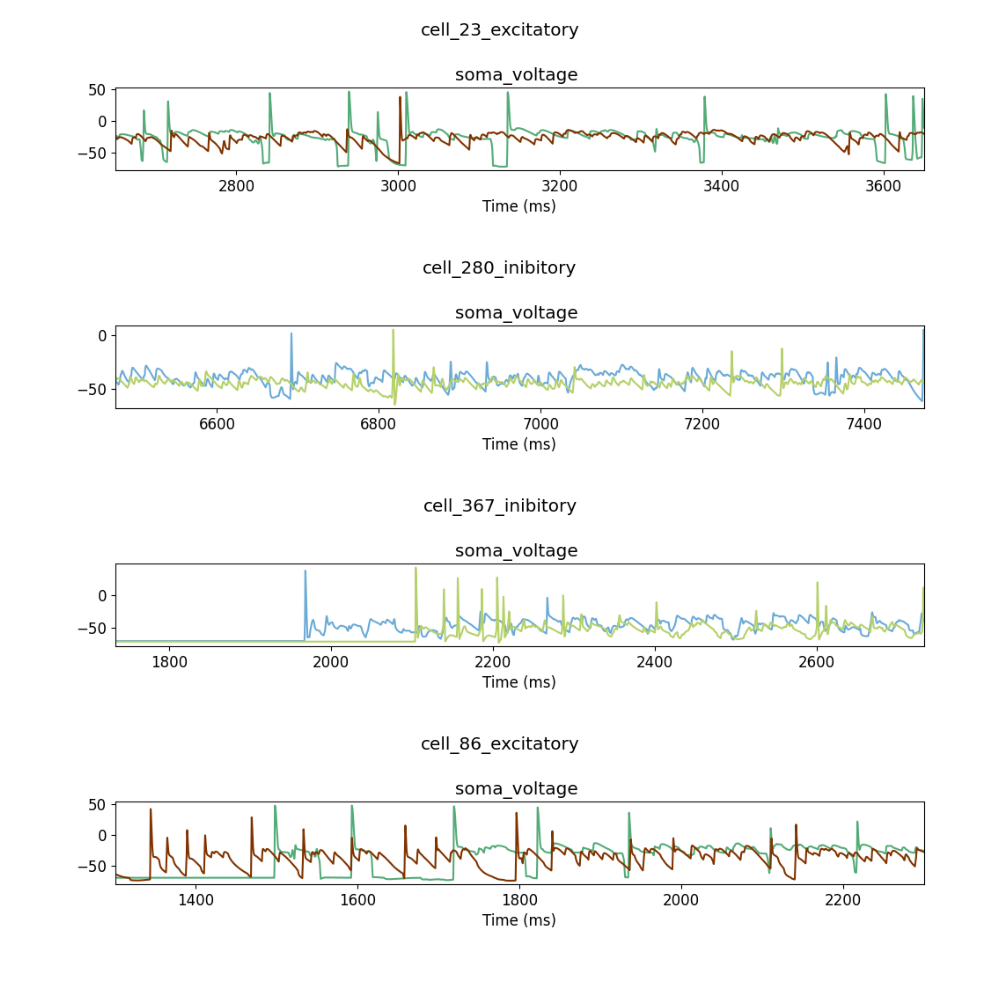 cell_23_excitatory
soma_voltage
50
0
−50
2800 3000 3200 3400 3600
Time (ms)
cell_280_inibitory
soma_voltage
0
−50
6600 6800 7000 7200 7400
Time (ms)
cell_367_inibitory
soma_voltage
0
−50
1800 2000 2200 2400 2600
Time (ms)
cell_86_excitatory
soma_voltage
50
0
−50
1400 1600 1800 2000 2200
Time (ms)